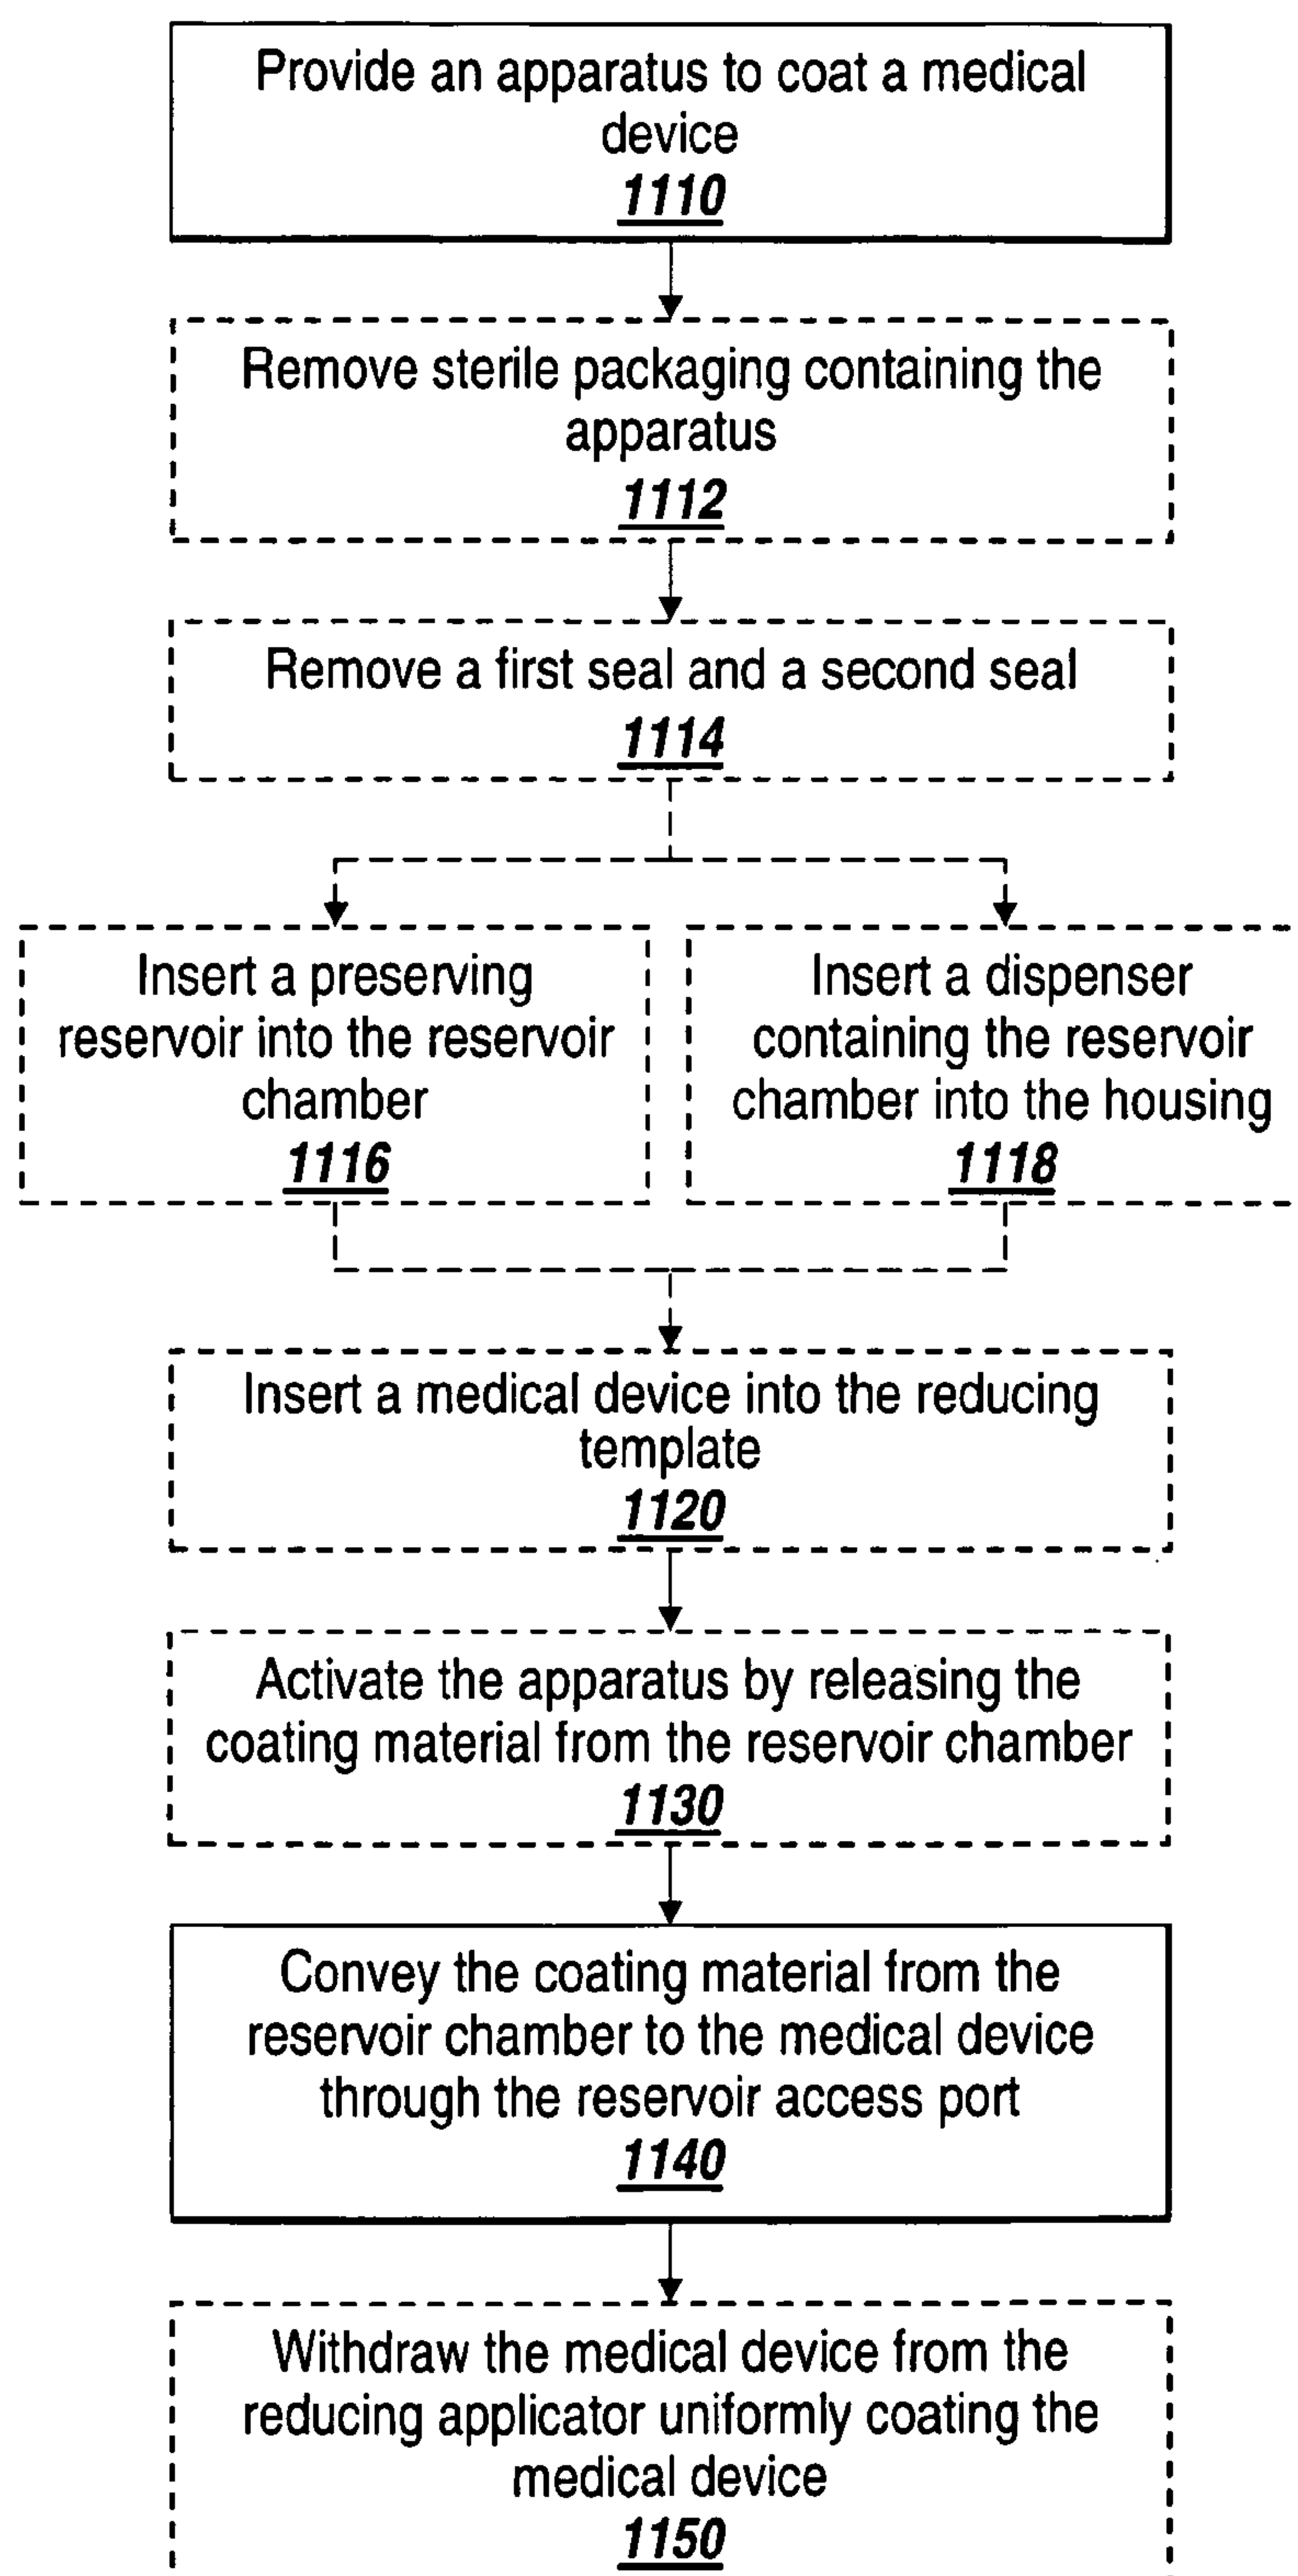 Provide an apparatus to coat a medical
device
1110
Remove sterile packaging containing the
apparatus
1112
Remove a first seal and a second seal
1114
Insert a preserving
reservoir into the reservoir
chamber
1116
Insert a dispenser
containing the reservoir
chamber into the housing
1118
Insert a medical device into the reducing
template
1120
Activate the apparatus by releasing the
coating material from the reservoir chamber
1130
Convey the coating material from the
reservoir chamber to the medical device
through the reservoir access port
1140
Withdraw the medical device from the
reducing applicator uniformly coating the
medical device
1150